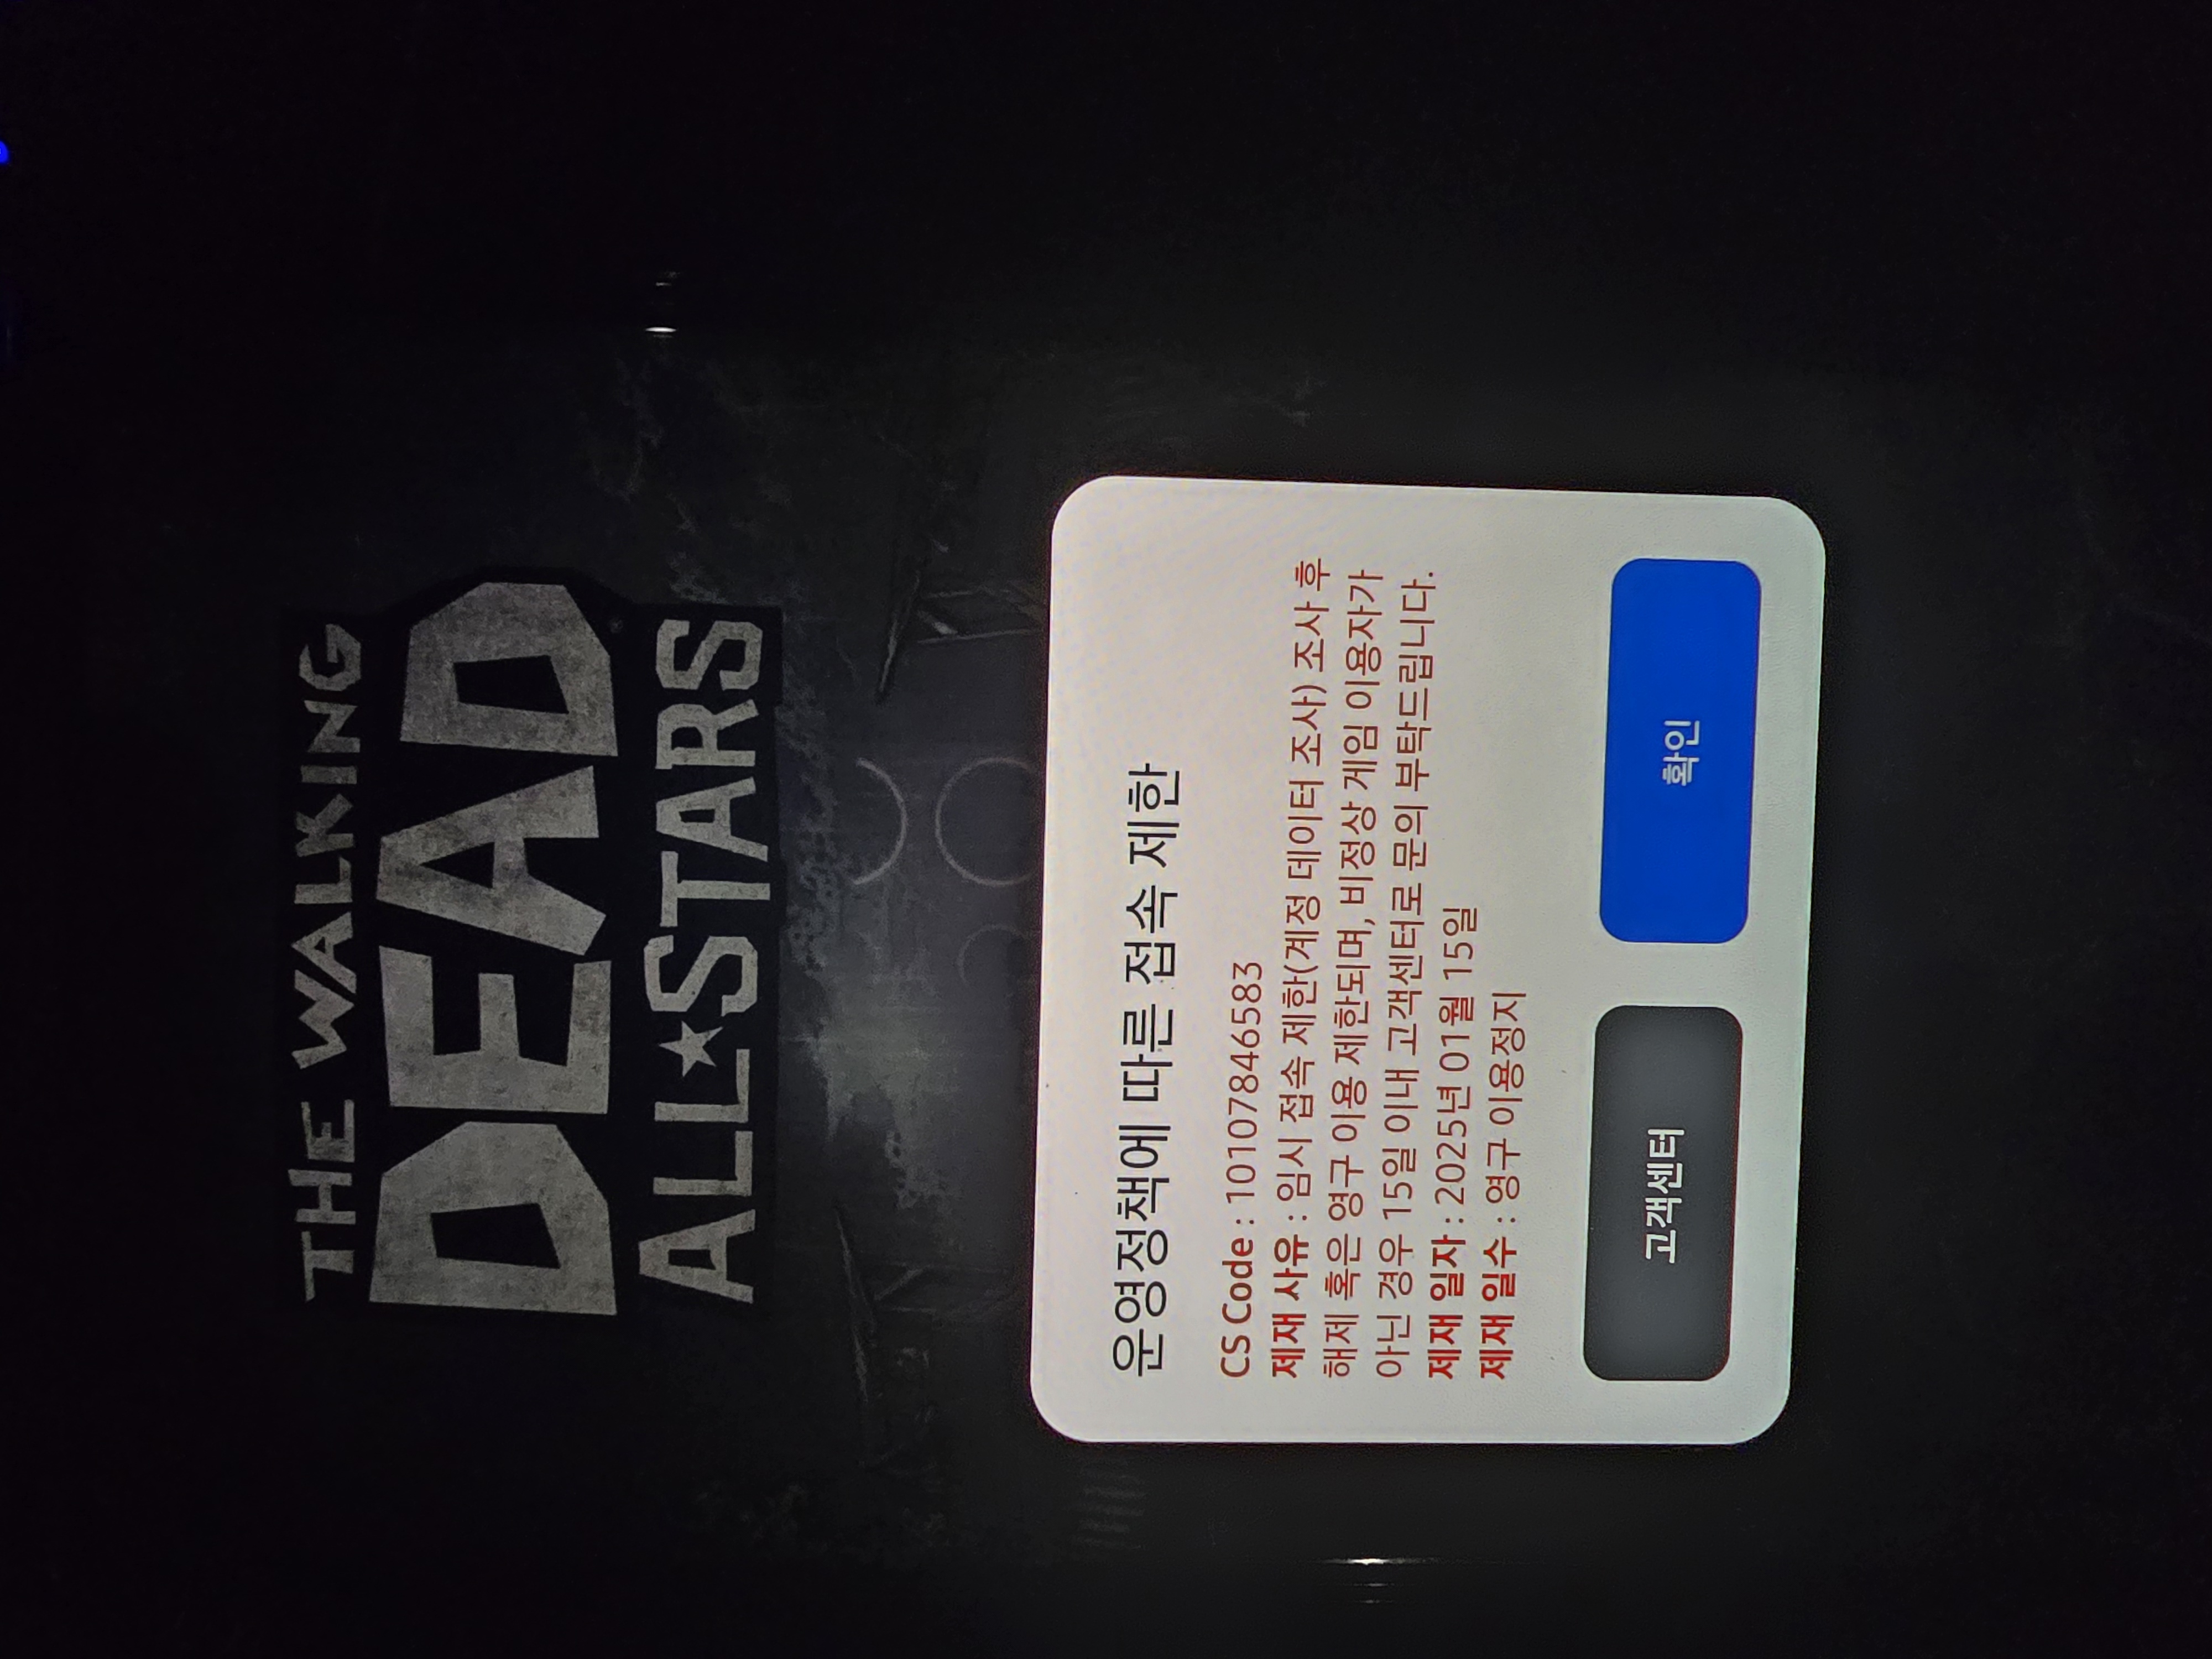 THE WALKING
DEAD
ALL★STARS
운영정책에 따른 접속 제한
CS Code : 101078465​83
제재 사유 : 임시 접속 제한(계정 데이터 조사) 조사 후
해제 혹은 영구 이용 제한되며, 비정상 게임 이용자가
아닌 경우 15일 이내 고객센터로 문의 부탁드립니다.
제재 일자 : 2025년 01월 15일
제재 일수 : 영구 이용정지
고객센터
확인